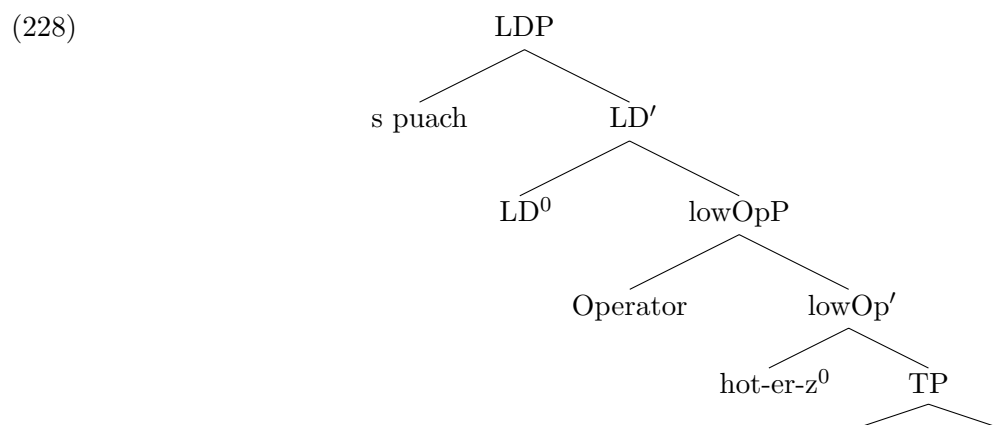 (228)
LDP
s puach LD′
LD⁰ lowOpP
Operator lowOp′
hot-er-z⁰ TP